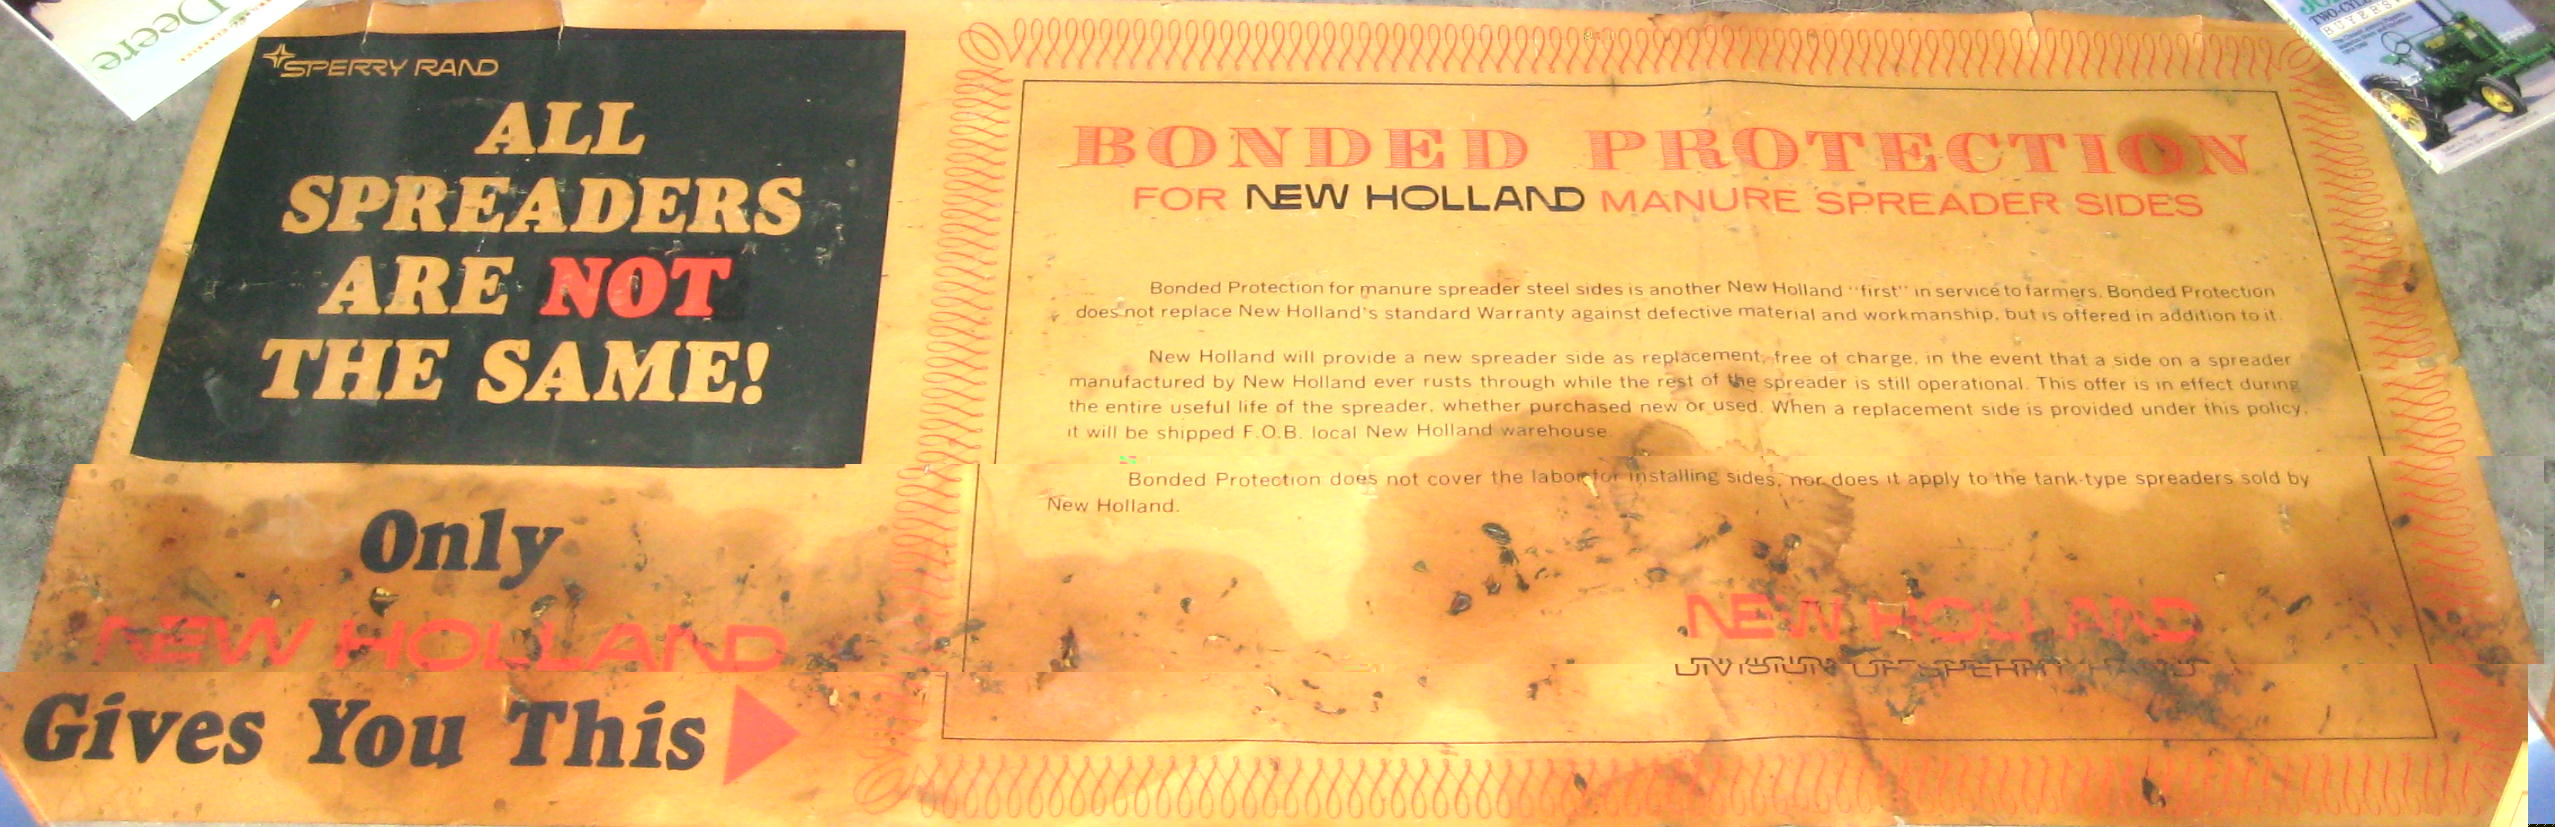 Deere
SPERRY RAND
ALL
SPREADERS
ARE NOT
THE SAME!
Only
NEW HOLLAND
Gives You This
BONDED PROTECTION
FOR NEW HOLLAND MANURE SPREADER SIDES
Bonded Protection for manure spreader steel sides is another New Holland "first" in service to farmers. Bonded Protection
does not replace New Holland's standard Warranty against defective material and workmanship, but is offered in addition to it.
New Holland will provide a new spreader side as replacement, free of charge, in the event that a side on a spreader
manufactured by New Holland ever rusts through while the rest of the spreader is still operational. This offer is in effect during
the entire useful life of the spreader, whether purchased new or used. When a replacement side is provided under this policy,
it will be shipped F.O.B. local New Holland warehouse.
Bonded Protection does not cover the labor for installing sides, nor does it apply to the tank-type spreaders sold by
New Holland.
NEW HOLLAND
DIVISION OF SPERRY RAND
TWO-CYL
BUYER'S